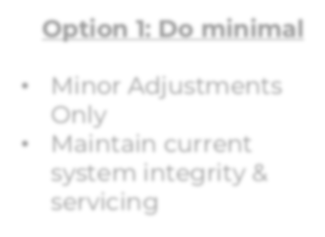 Option 1: Do minimal
• Minor Adjustments
Only
• Maintain current
system integrity &
servicing